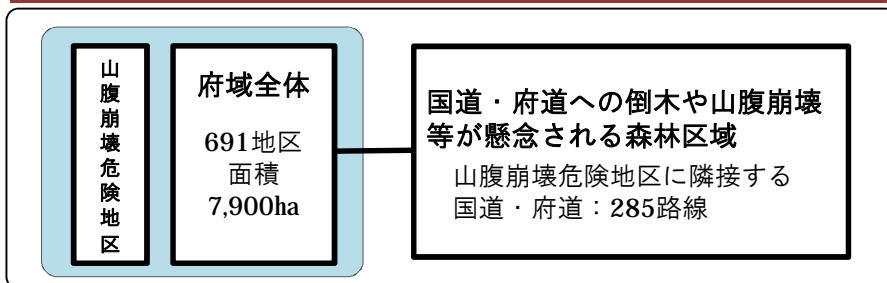 山腹崩壊危険地区
府域全体
691地区
面積
7,900ha
国道・府道への倒木や山腹崩壊
等が懸念される森林区域
山腹崩壊危険地区に隣接する
国道・府道：285路線